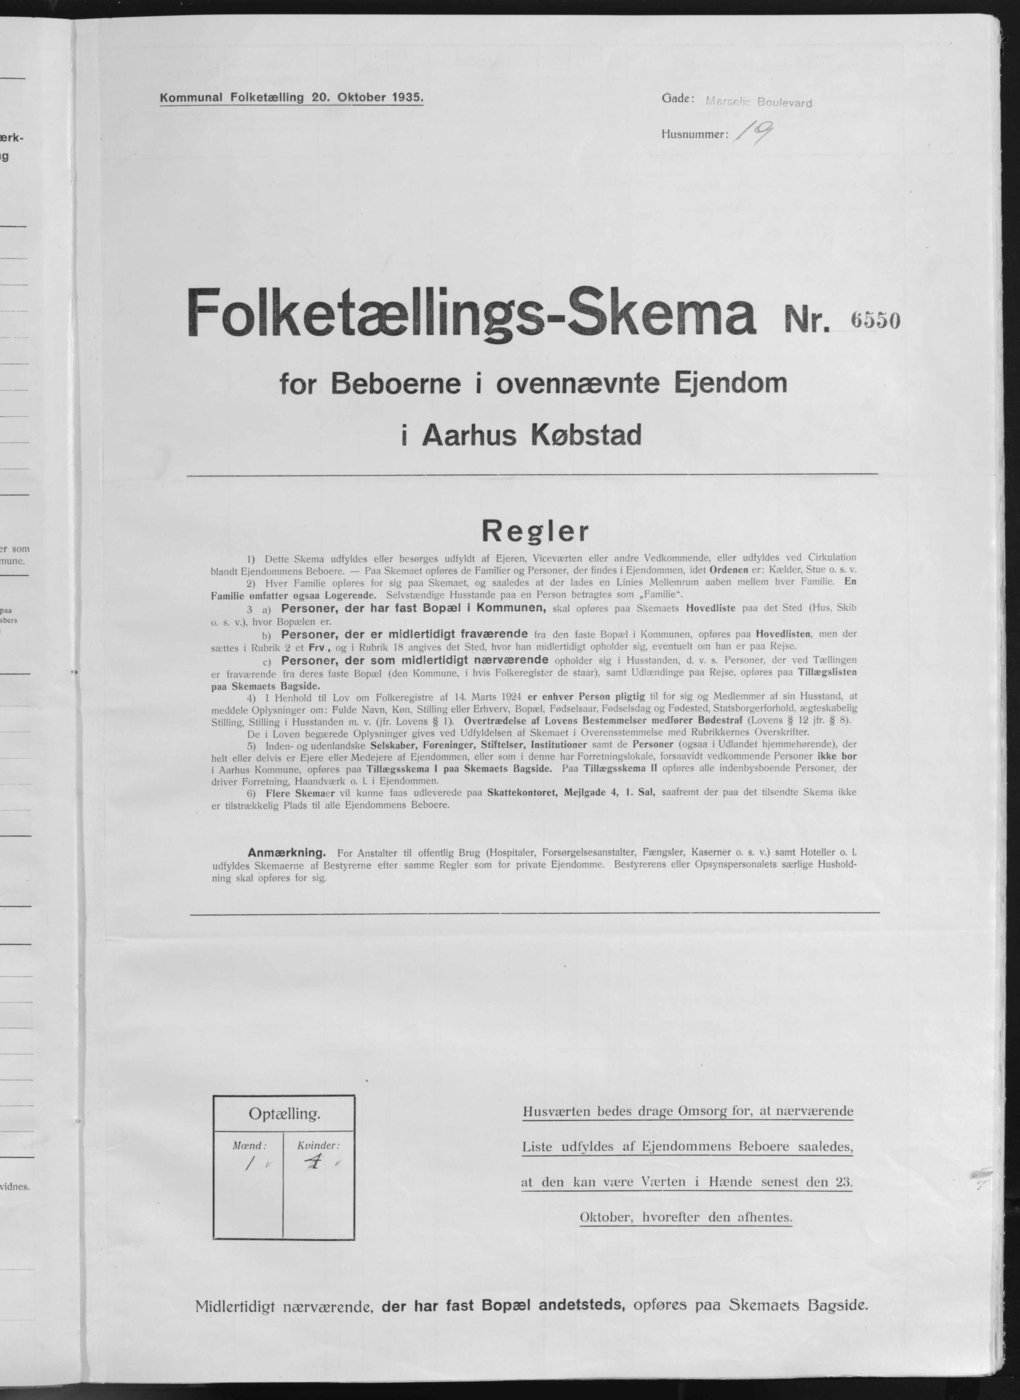 Kommunal Folketælling 20. Oktober 1935.
Gade: Marselis Boulevard
Husnummer: 19
Folketællings-Skema Nr. 6550
for Beboerne i ovennævnte Ejendom
i Aarhus Købstad
Regler
1) Dette Skema udfyldes eller besørges udfyldt af Ejeren, Viceværten eller andre Vedkommende, eller udfyldes ved Cirkulation
blandt Ejendommens Beboere. — Paa Skemaet opføres de Familier og Personer, der findes i Ejendommen, idet Ordenen er: Kælder, Stue o. s. v.
2) Hver Familie opføres for sig paa Skemaet, og saaledes at der lades en Linies Mellemrum aaben mellem hver Familie. En
Familie omfatter ogsaa Logerende. Selvstændige Husstande paa en Person betragtes som „Familie“.
3 a) Personer, der har fast Bopæl i Kommunen, skal opføres paa Skemaets Hovedliste paa det Sted (Hus, Skib
o. s. v.), hvor Bopælen er.
b) Personer, der er midlertidigt fraværende fra den faste Bopæl i Kommunen, opføres paa Hovedlisten, men der
sættes i Rubrik 2 et Frv, og i Rubrik 18 angives det Sted, hvor han midlertidigt opholder sig, eventuelt om han er paa Rejse.
c) Personer, der som midlertidigt nærværende opholder sig i Husstanden, d. v. s. Personer, der ved Tællingen
er fraværende fra deres faste Bopæl (den Kommune, i hvis Folkeregister de staar), samt Udlændinge paa Rejse, opføres paa Tillægslisten
paa Skemaets Bagside.
4) I Henhold til Lov om Folkeregistre af 14. Marts 1924 er enhver Person pligtig til for sig og Medlemmer af sin Husstand, at
meddele Oplysninger om: Fulde Navn, Køn, Stilling eller Erhverv, Bopæl, Fødselsaar, Fødselsdag og Fødested, Statsborgerforhold, ægteskabelig
Stilling, Stilling i Husstanden m. v. (jfr. Lovens § 1). Overtrædelse af Lovens Bestemmelser medfører Bødestraf (Lovens § 12 jfr. § 8).
De i Loven begærede Oplysninger gives ved Udfyldelsen af Skemaet i Overensstemmelse med Rubrikkernes Overskrifter.
5) Inden- og udenlandske Selskaber, Foreninger, Stiftelser, Institutioner samt de Personer (ogsaa i Udlandet hjemmehørende), der
helt eller delvis er Ejere eller Medejere af Ejendommen, eller som i denne har Forretningslokale, forsaavidt vedkommende Personer ikke bor
i Aarhus Kommune, opføres paa Tillægsskema I paa Skemaets Bagside. Paa Tillægsskema II opføres alle indenbysboende Personer, der
driver Forretning, Haandværk o. l. i Ejendommen.
6) Flere Skemaer vil kunne faas udleverede paa Skattekontoret, Mejlgade 4, 1. Sal, saafremt der paa det tilsendte Skema ikke
er tilstrækkelig Plads til alle Ejendommens Beboere.
Anmærkning. For Anstalter til offentlig Brug (Hospitaler, Forsørgelsesanstalter, Fængsler, Kaserner o. s. v.) samt Hoteller o. l.
udfyldes Skemaerne af Bestyrerne efter samme Regler som for private Ejendomme. Bestyrerens eller Opsynspersonalets særlige Hushold-
ning skal opføres for sig.
Optælling.
Mænd: Kvinder:
1 4
Husværten bedes drage Omsorg for, at nærværende
Liste udfyldes af Ejendommens Beboere saaledes,
at den kan være Værten i Hænde senest den 23.
Oktober, hvorefter den afhentes.
Midlertidigt nærværende, der har fast Bopæl andetsteds, opføres paa Skemaets Bagside.